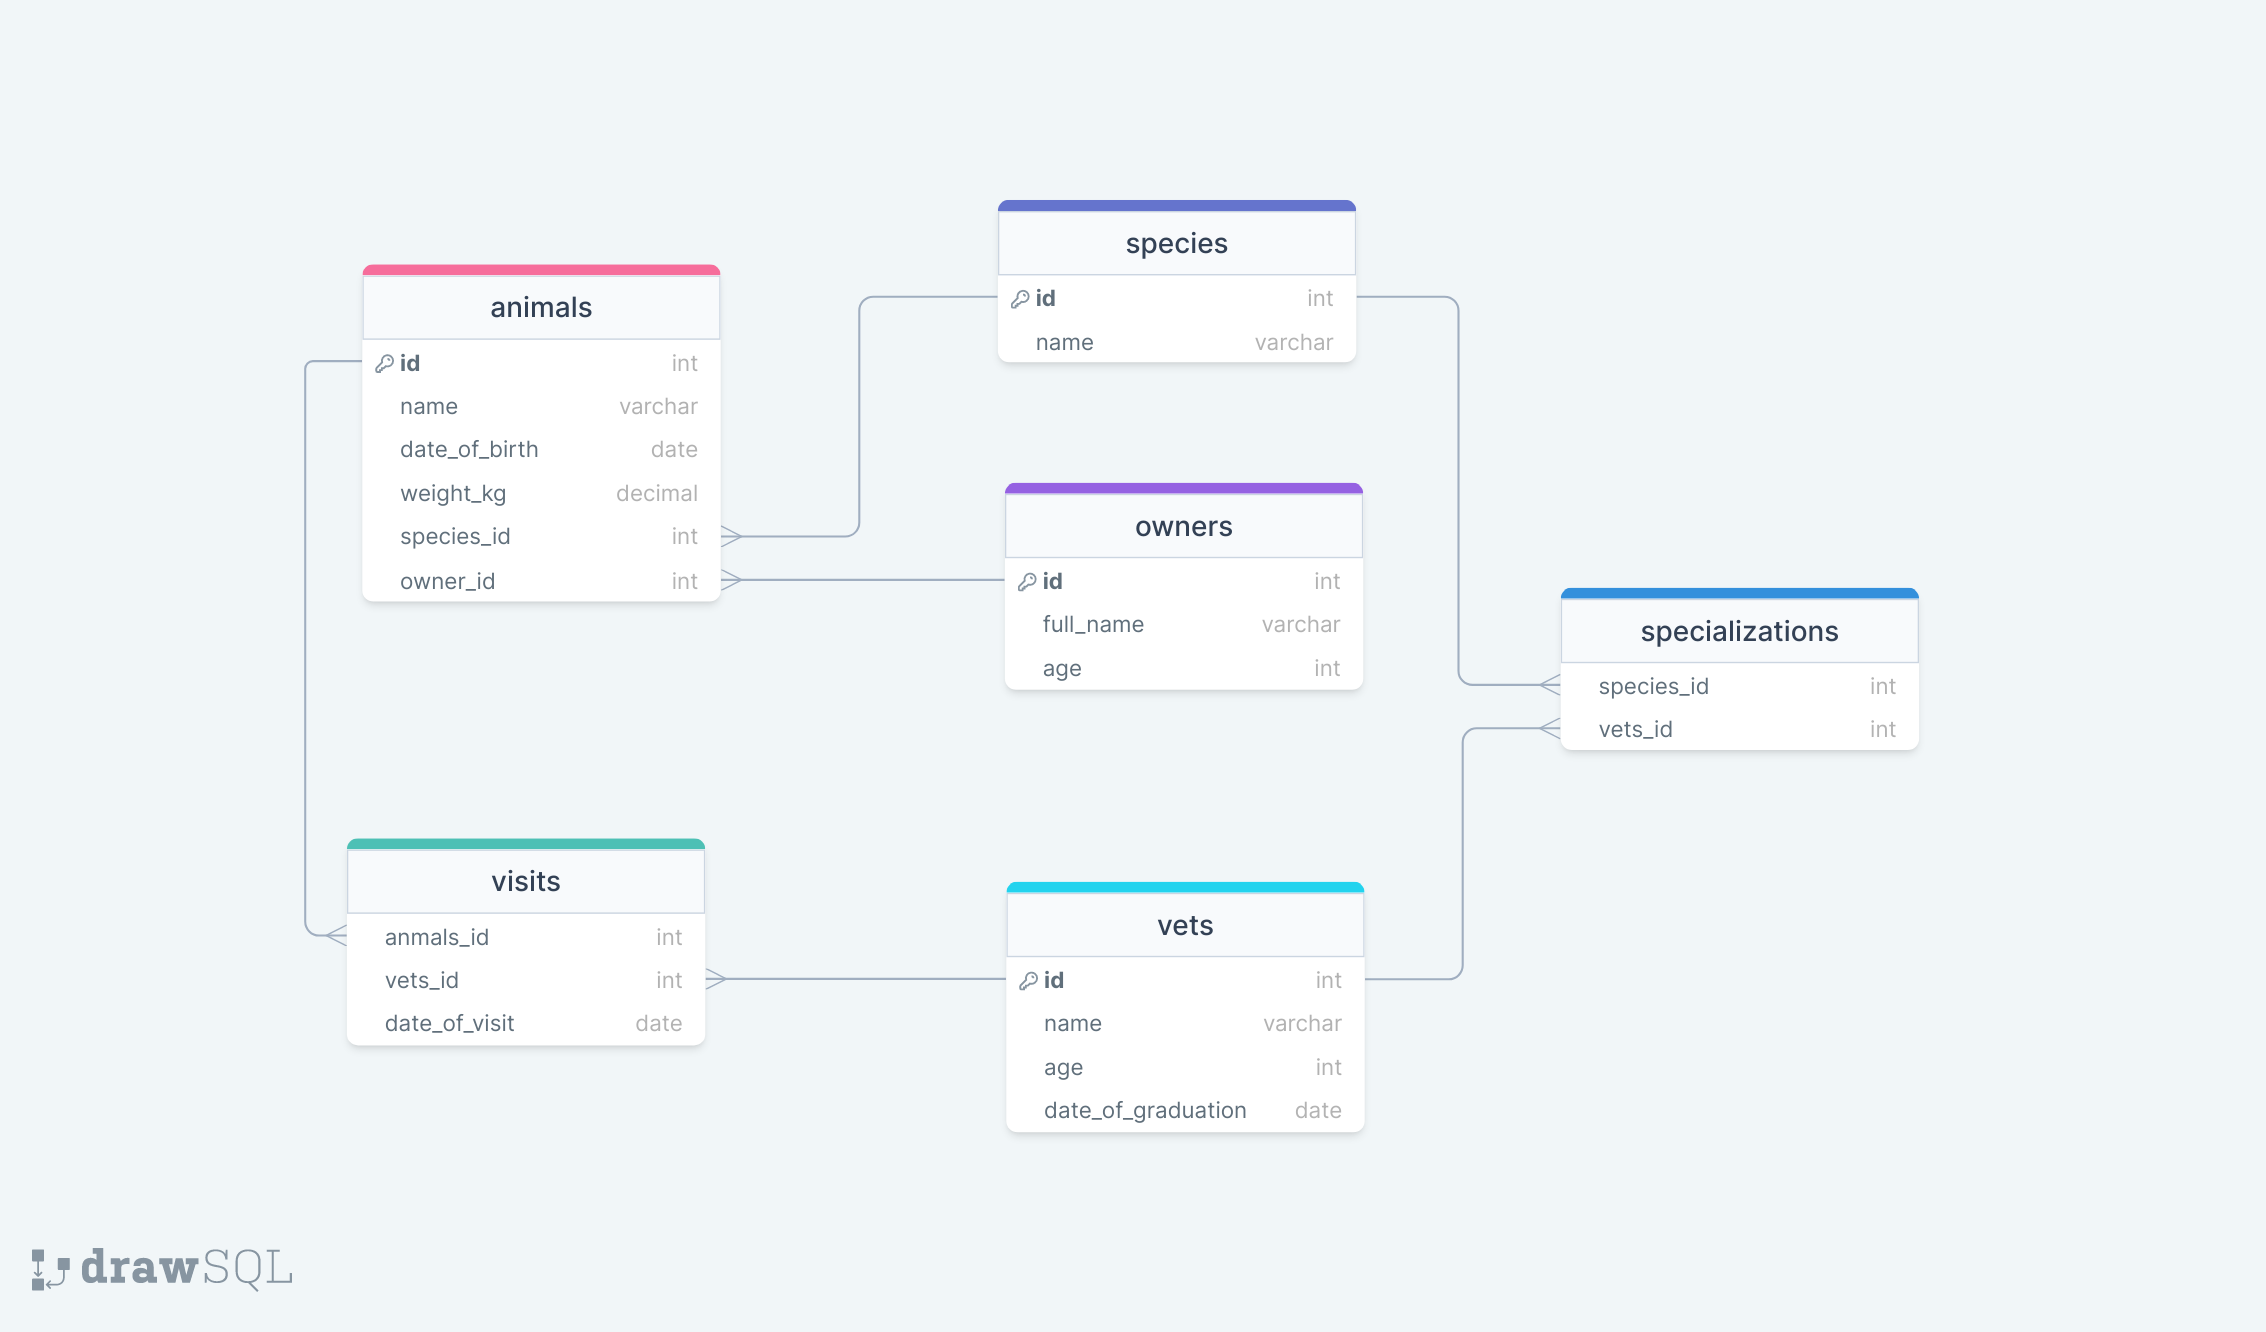 species
id int
name varchar
animals
id int
name varchar
date_of_birth date
weight_kg decimal
species_id int
owner_id int
owners
id int
full_name varchar
age int
specializations
species_id int
vets_id int
visits
anmals_id int
vets_id int
date_of_visit date
vets
id int
name varchar
age int
date_of_graduation date
drawSQL